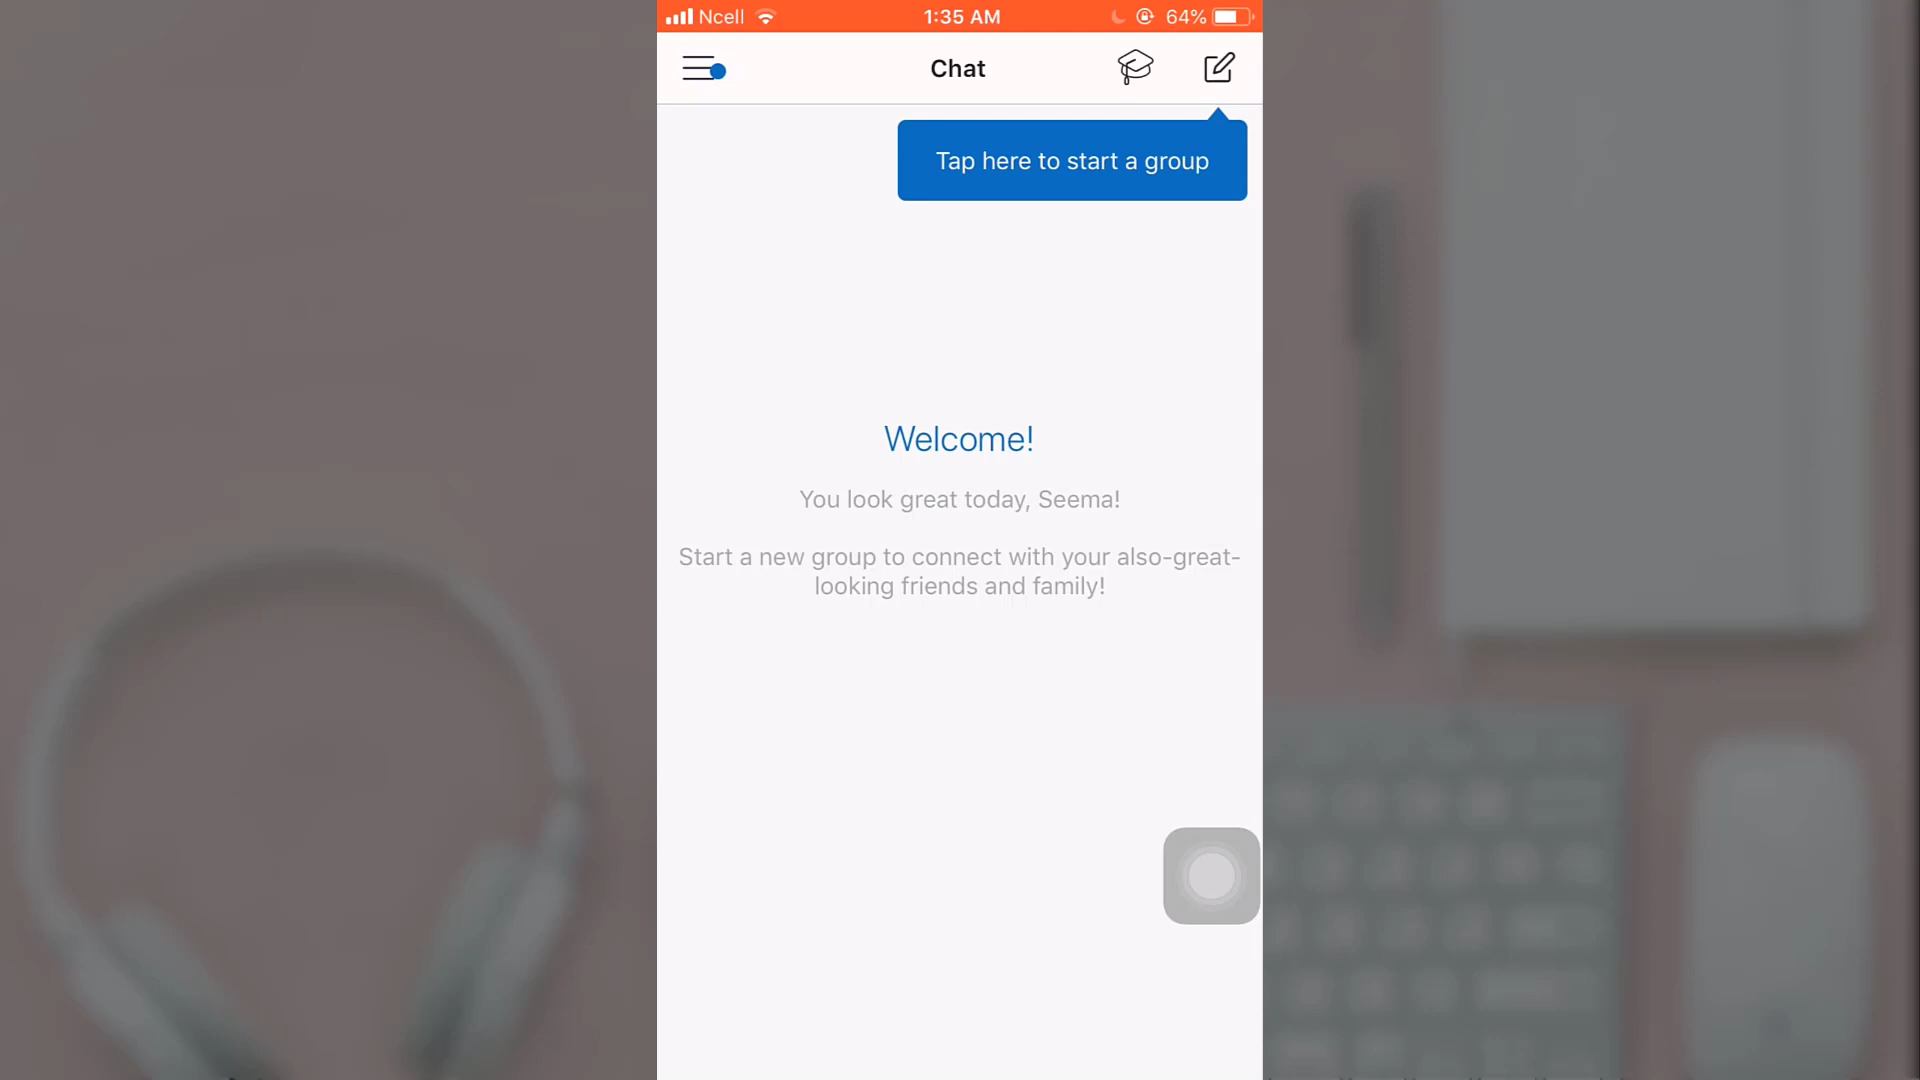 Ncell
1:35 AM
64%
Chat
Tap here to start a group
Welcome!
You look great today, Seema!
Start a new group to connect with your also-great-
looking friends and family!